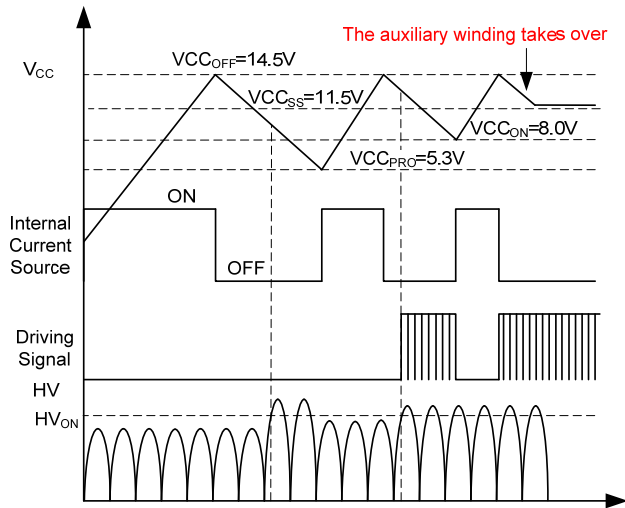 The auxiliary winding takes over
VCC
VCCOFF=14.5V
VCCSS=11.5V
VCCON=8.0V
VCCPRO=5.3V
ON
Internal
Current
Source
OFF
Driving
Signal
HV
HVON